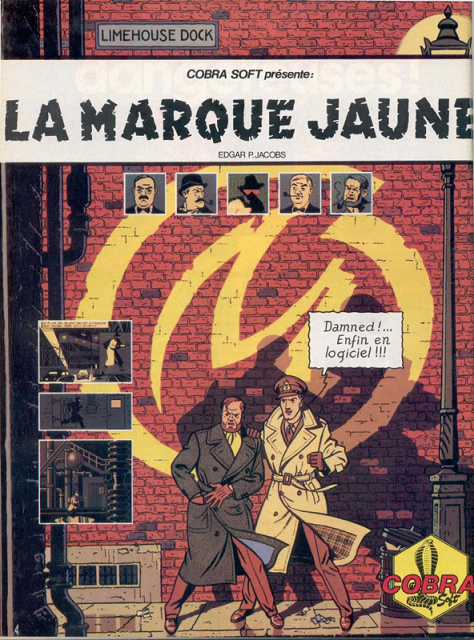 LIMEHOUSE DOCK
COBRA SOFT présente:
LA MARQUE JAUNE
EDGAR P. JACOBS
Damned!...
Enfin en
logiciel!!!
COBRA
Soft